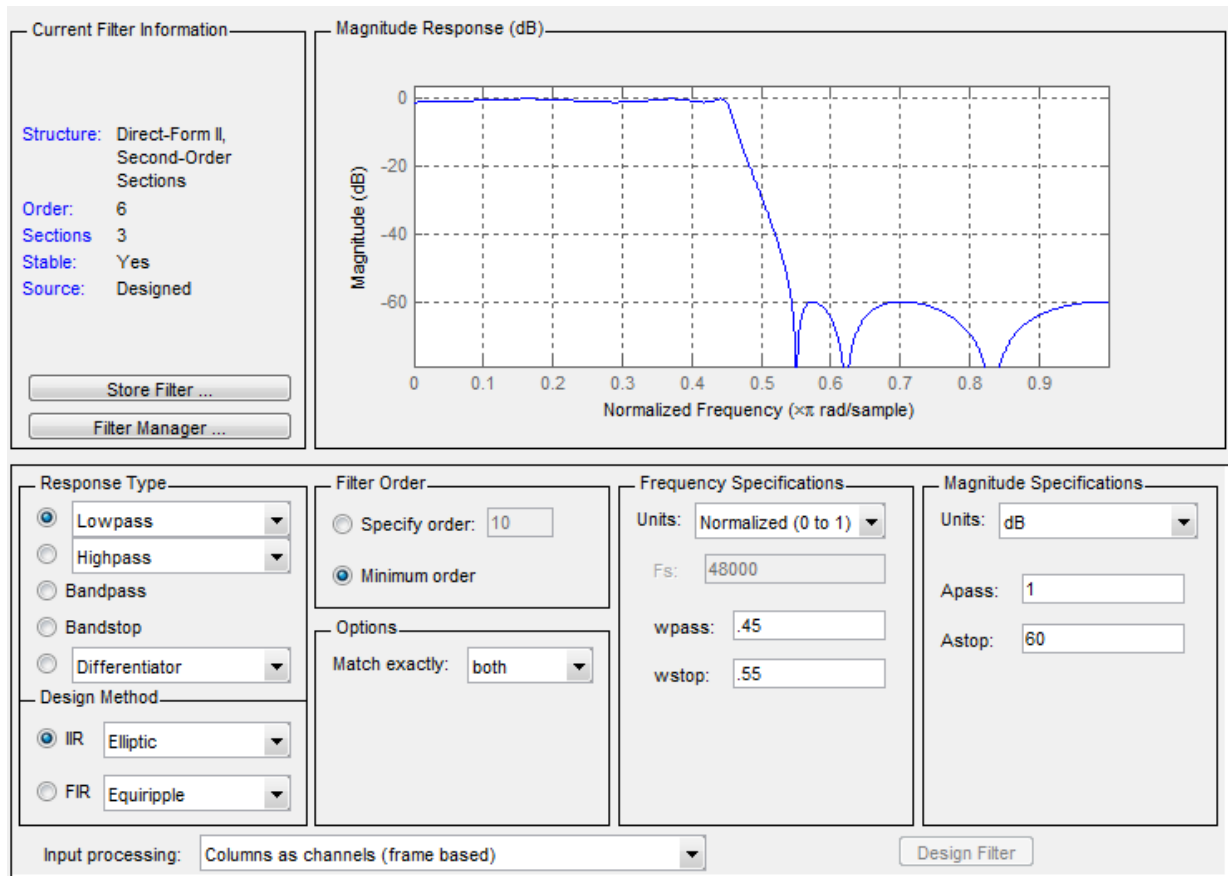 Current Filter Information
Structure: Direct-Form II,
Second-Order
Sections
Order: 6
Sections 3
Stable: Yes
Source: Designed
Store Filter ...
Filter Manager ...
Magnitude Response (dB)
Magnitude (dB)
0
-20
-40
-60
0 0.1 0.2 0.3 0.4 0.5 0.6 0.7 0.8 0.9
Normalized Frequency (×π rad/sample)
Response Type
Lowpass
Highpass
Bandpass
Bandstop
Differentiator
Design Method
IIR Elliptic
FIR Equiripple
Filter Order
Specify order: 10
Minimum order
Options
Match exactly: both
Frequency Specifications
Units: Normalized (0 to 1)
Fs: 48000
wpass: .45
wstop: .55
Magnitude Specifications
Units: dB
Apass: 1
Astop: 60
Input processing: Columns as channels (frame based)
Design Filter